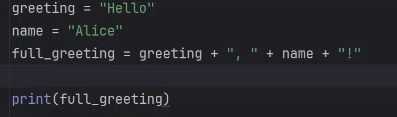 greeting = "Hello"
name = "Alice"
full_greeting = greeting + ", " + name + "!"
print(full_greeting)